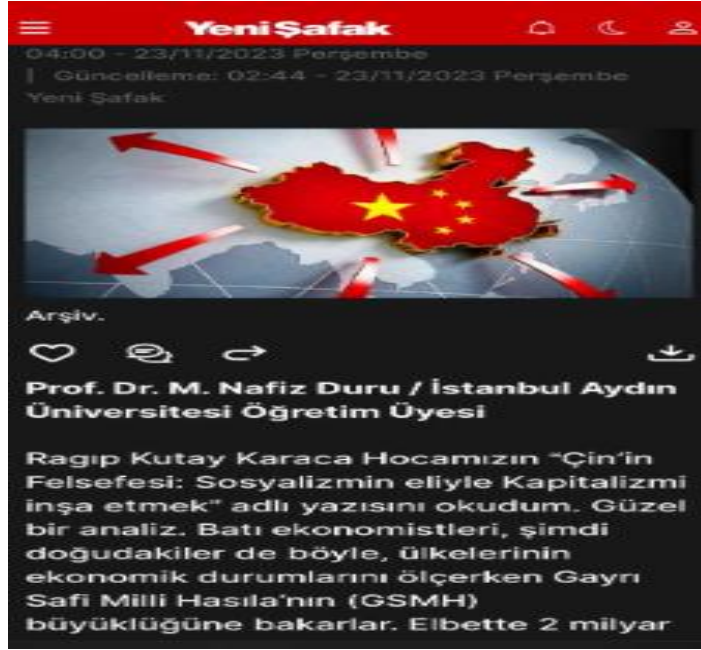 Yeni Şafak
04:00 - 23/11/2023 Perşembe
| Güncelleme: 02:44 - 23/11/2023 Perşembe
Yeni Şafak
Arşiv.
Prof. Dr. M. Nafiz Duru / İstanbul Aydın
Üniversitesi Öğretim Üyesi
Ragıp Kutay Karaca Hocamızın “Çin’in
Felsefesi: Sosyalizmin eliyle Kapitalizmi
inşa etmek” adlı yazısını okudum. Güzel
bir analiz. Batı ekonomistleri, şimdi
doğudakiler de böyle, ülkelerinin
ekonomik durumlarını ölçerken Gayrı
Safi Milli Hasıla’nın (GSMH)
büyüklüğüne bakarlar. Elbette 2 milyar